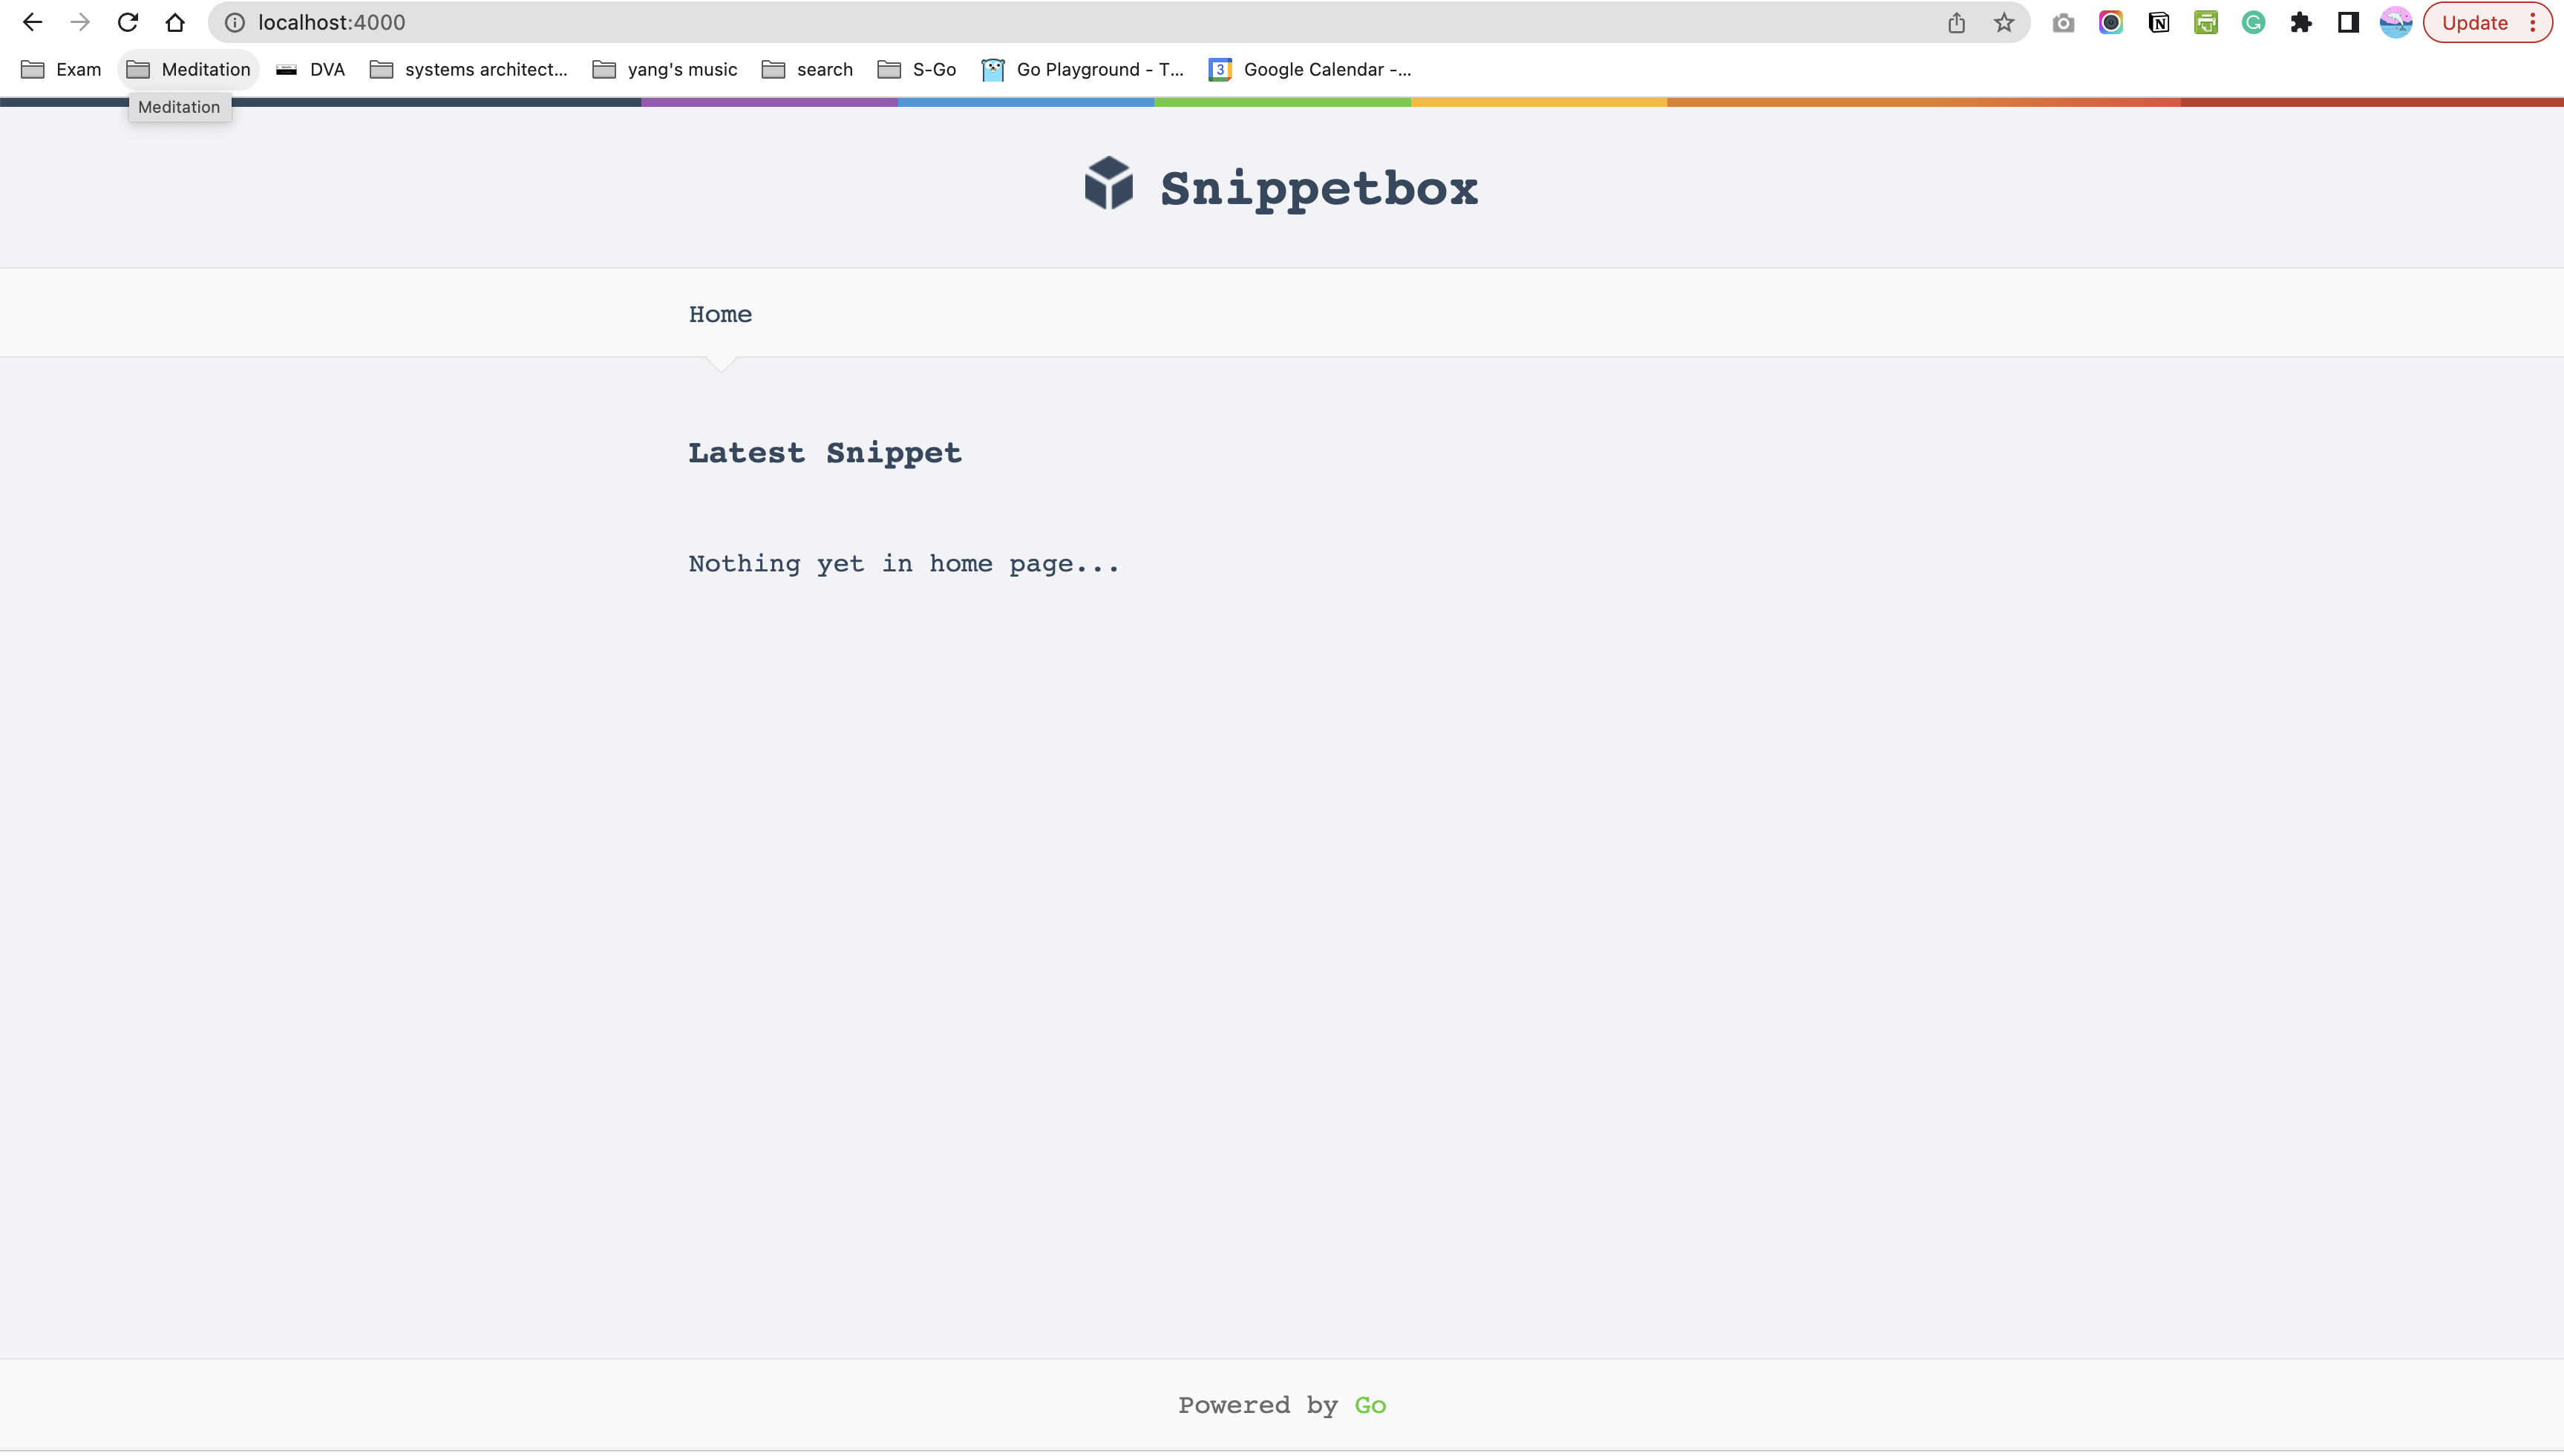 localhost:4000
Update
Exam Meditation DVA systems architect... yang's music search S-Go Go Playground - T... 3 Google Calendar -...
Meditation
Snippetbox
Home
Latest Snippet
Nothing yet in home page...
Powered by Go